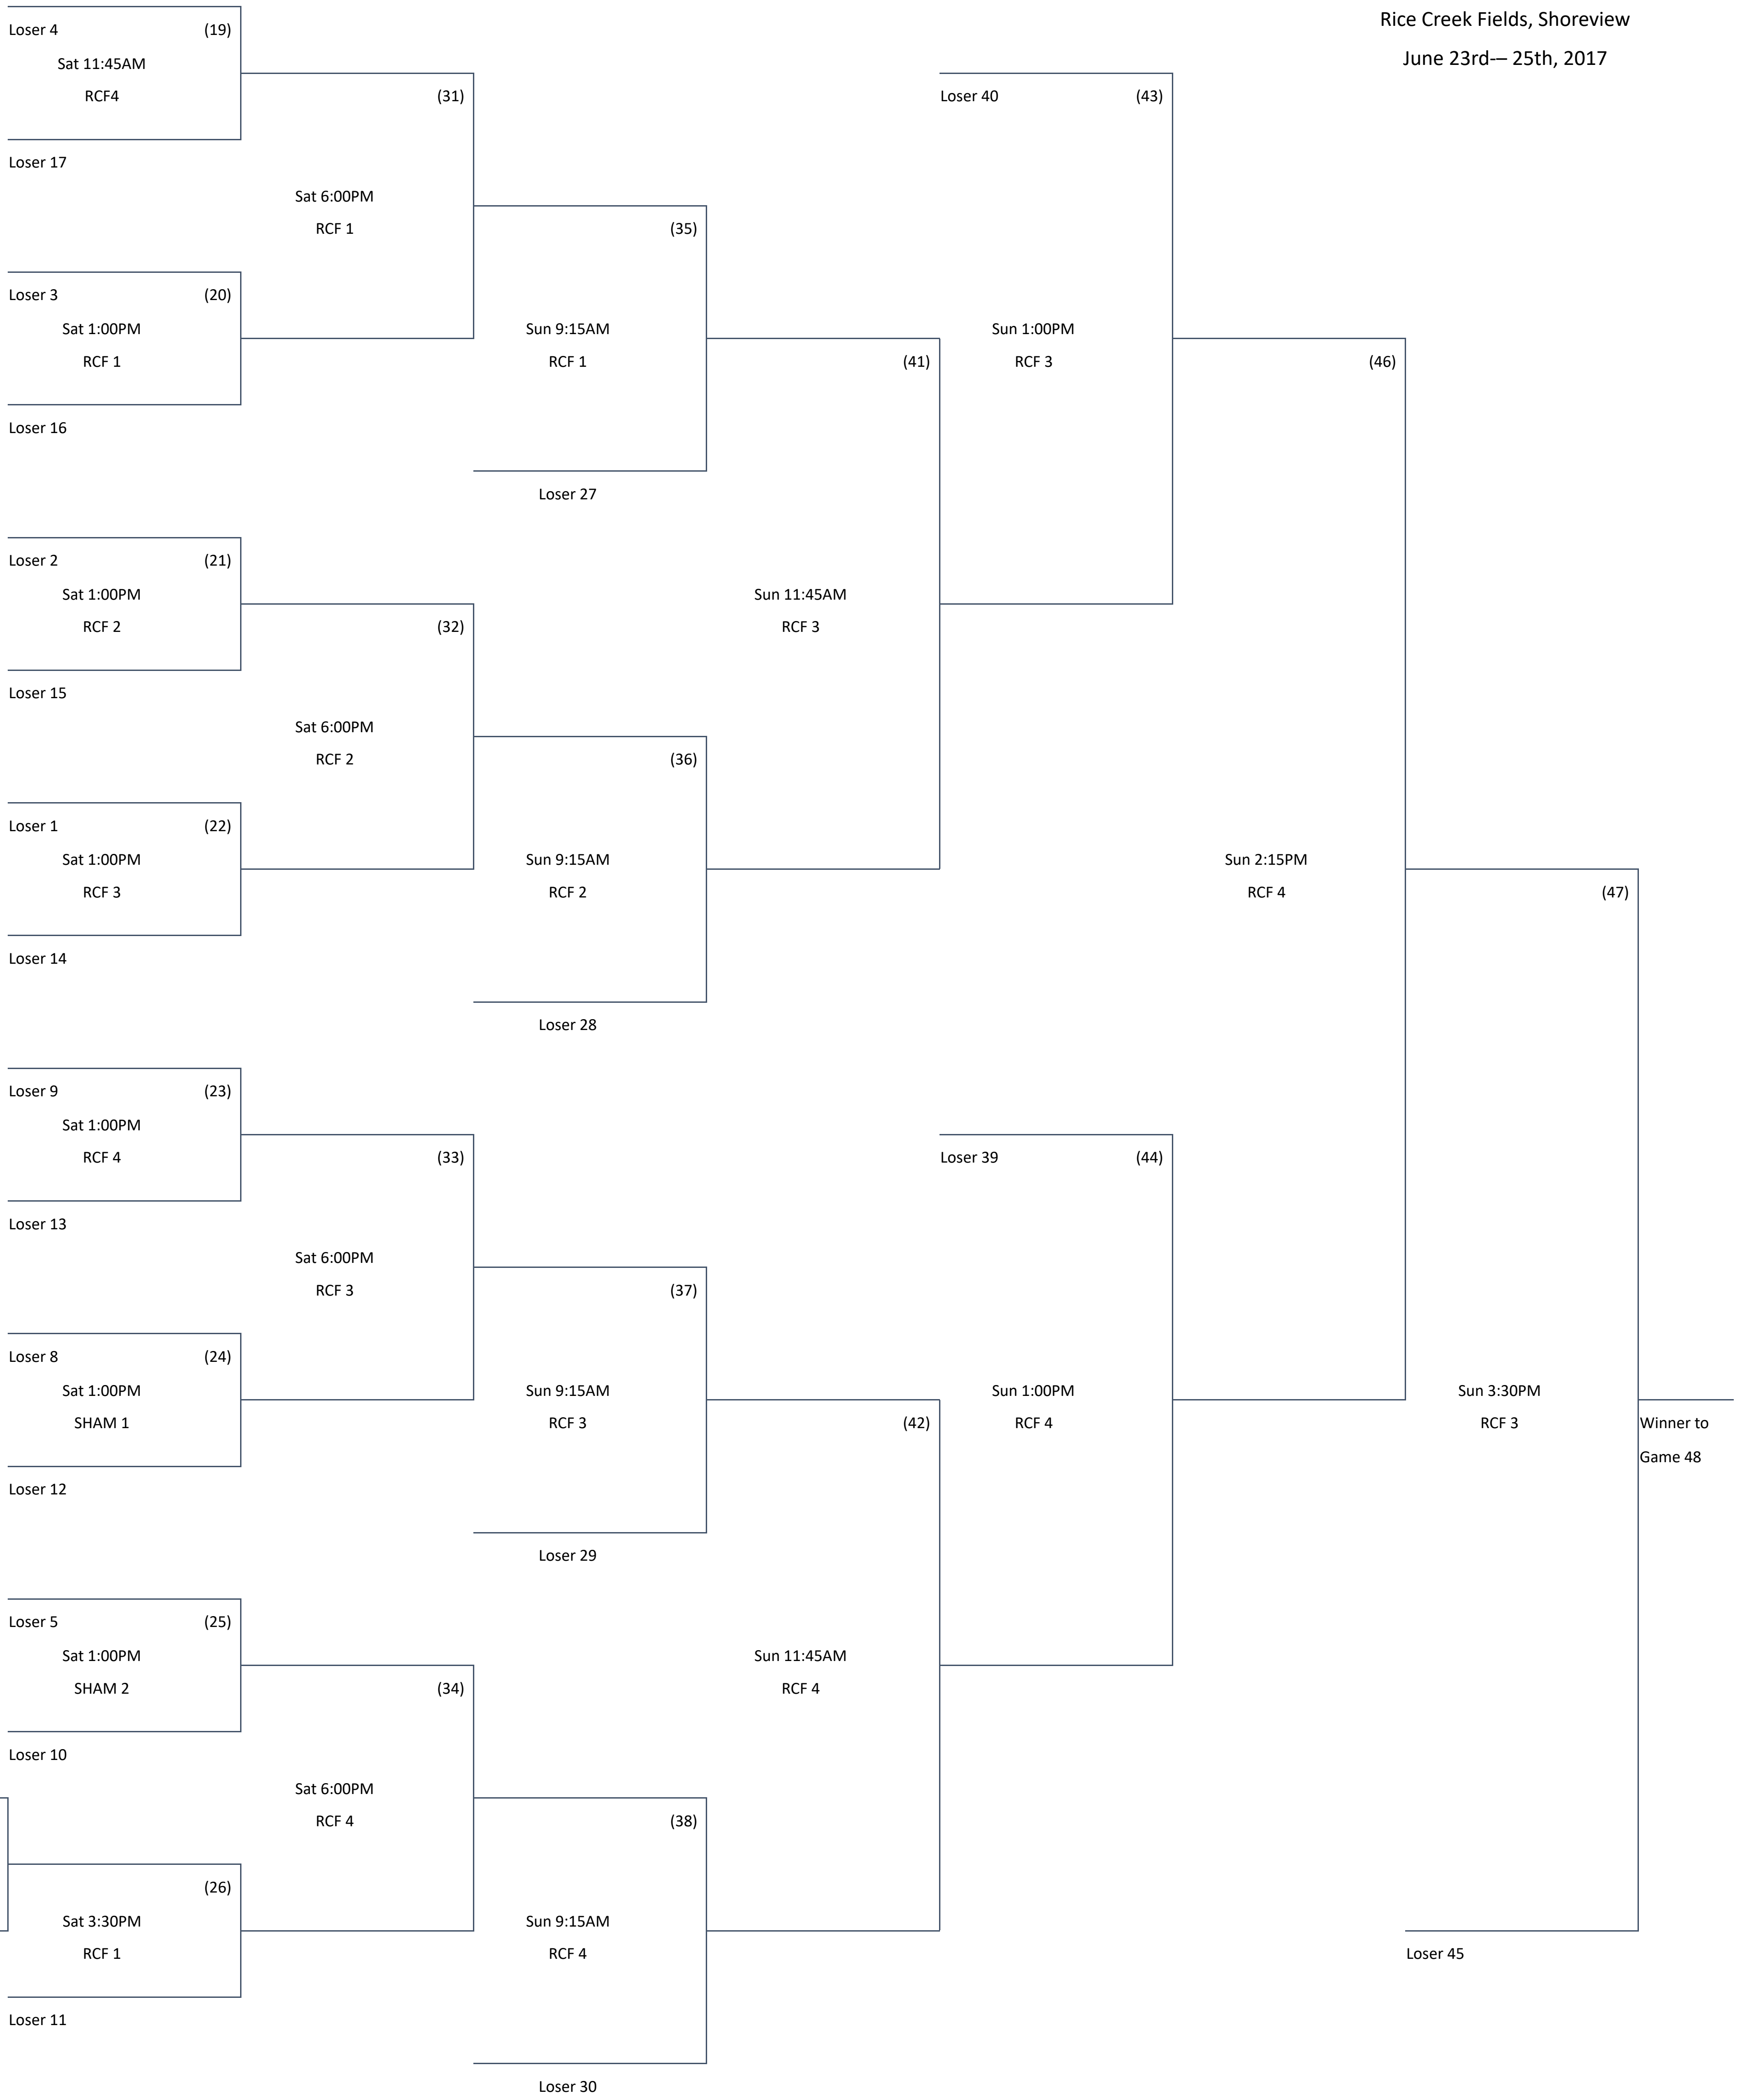 Rice Creek Fields, Shoreview
June 23rd-– 25th, 2017
Loser 4 (19)
Sat 11:45AM
RCF4
Loser 17
(31)
Sat 6:00PM
RCF 1
Loser 3 (20)
Sat 1:00PM
RCF 1
Loser 16
(35)
Sun 9:15AM
RCF 1
Loser 27
Loser 2 (21)
Sat 1:00PM
RCF 2
Loser 15
(32)
Sat 6:00PM
RCF 2
Loser 1 (22)
Sat 1:00PM
RCF 3
Loser 14
(36)
Sun 9:15AM
RCF 2
Loser 28
(41)
Sun 11:45AM
RCF 3
Loser 40 (43)
Sun 1:00PM
RCF 3
Loser 9 (23)
Sat 1:00PM
RCF 4
Loser 13
(33)
Sat 6:00PM
RCF 3
Loser 8 (24)
Sat 1:00PM
SHAM 1
Loser 12
(37)
Sun 9:15AM
RCF 3
Loser 29
Loser 5 (25)
Sat 1:00PM
SHAM 2
Loser 10
(34)
Sat 6:00PM
RCF 4
(26)
Sat 3:30PM
RCF 1
Loser 11
(38)
Sun 9:15AM
RCF 4
Loser 30
(42)
Sun 11:45AM
RCF 4
Loser 39 (44)
Sun 1:00PM
RCF 4
(46)
Sun 2:15PM
RCF 4
(47)
Sun 3:30PM
RCF 3
Loser 45
Winner to
Game 48